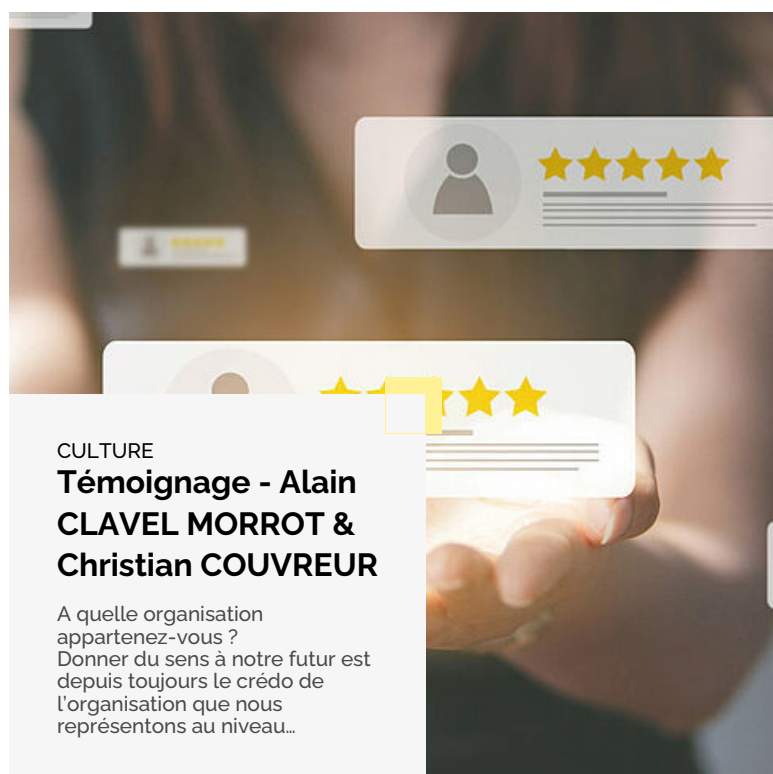 CULTURE
Témoignage - Alain
CLAVEL MORROT &
Christian COUVREUR
A quelle organisation
appartenez-vous ?
Donner du sens à notre futur est
depuis toujours le crédo de
l'organisation que nous
représentons au niveau…